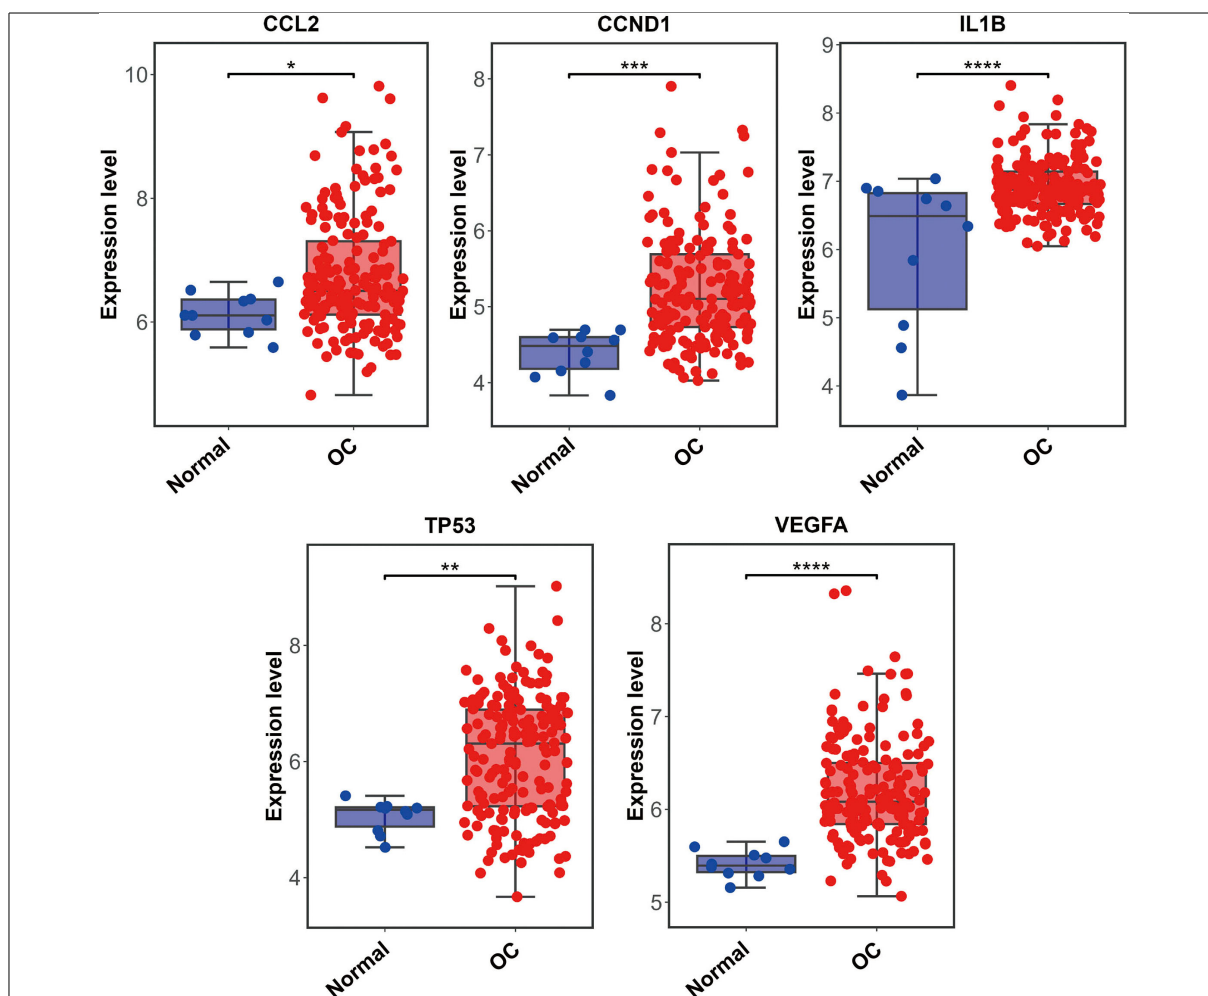 CCL2
*
Expression level
10
8
6
Normal
OC
CCND1
***
Expression level
8
7
6
5
4
Normal
OC
IL1B
****
Expression level
9
8
7
6
5
4
Normal
OC
TP53
**
Expression level
8
6
4
Normal
OC
VEGFA
****
Expression level
8
7
6
5
Normal
OC